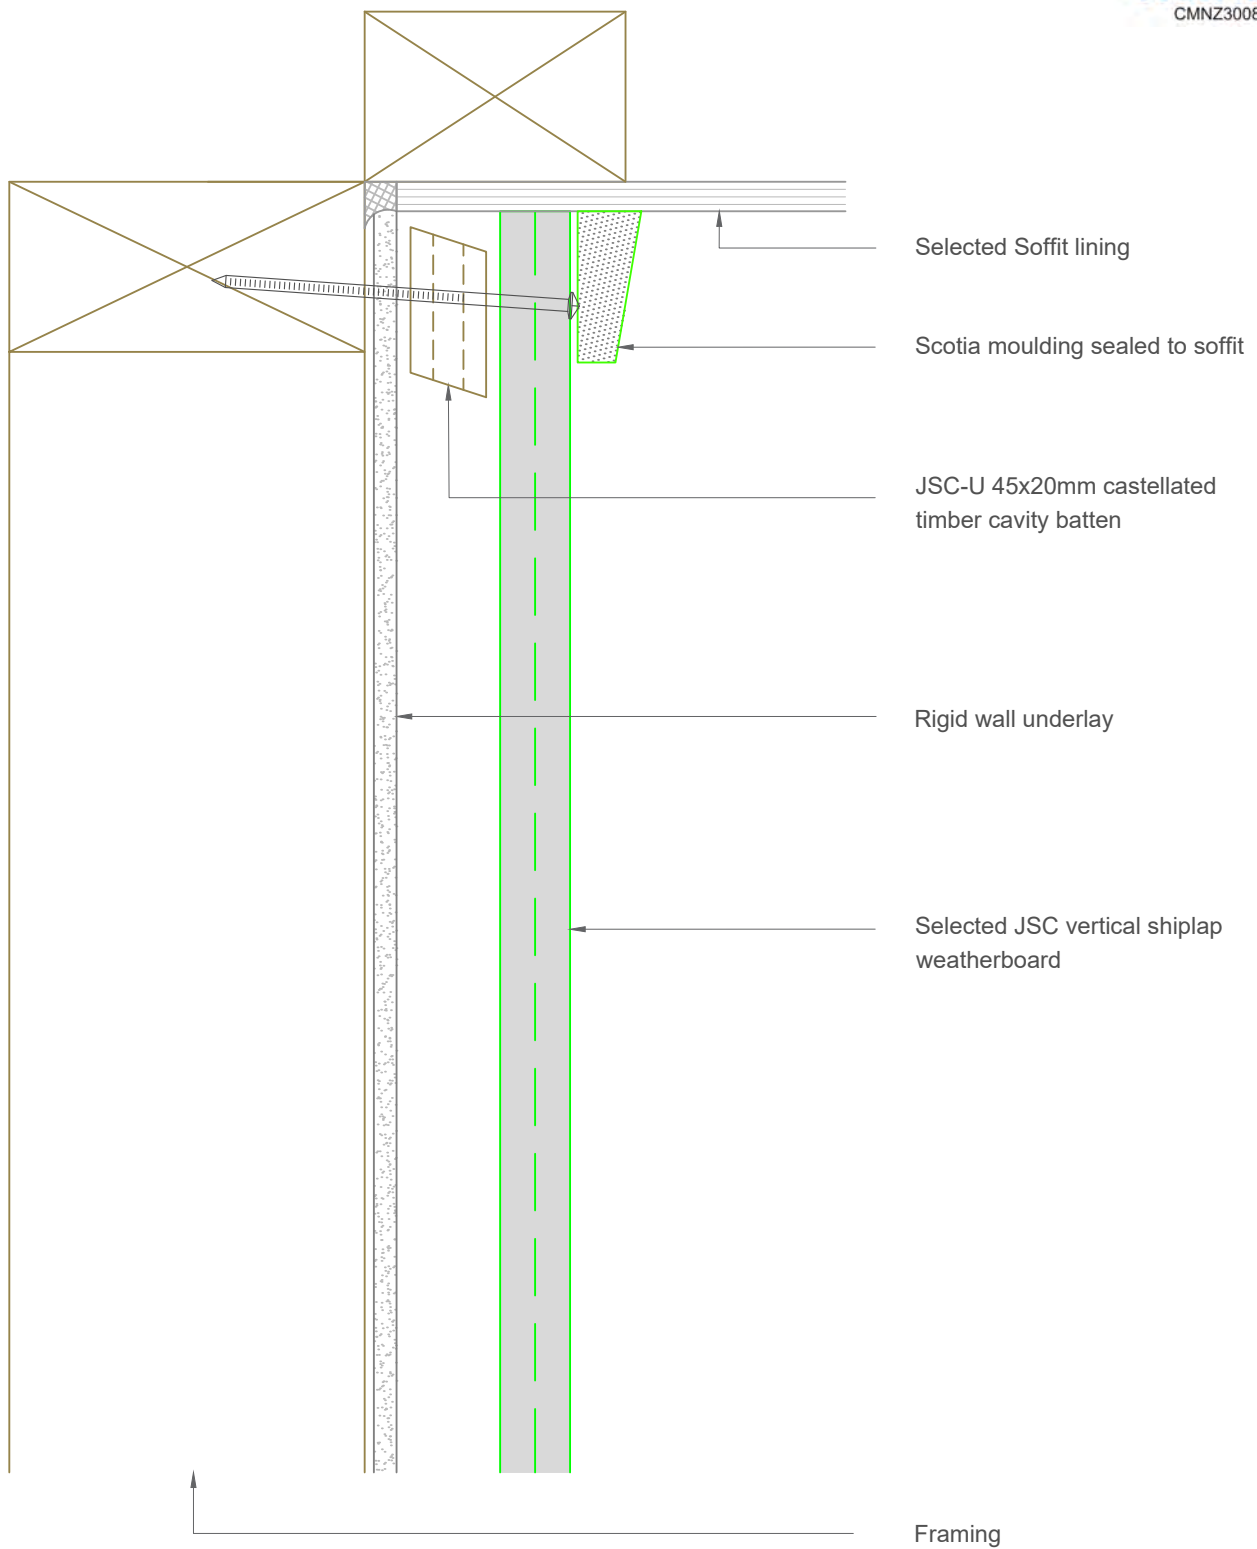 CMNZ3008
Selected Soffit lining
Scotia moulding sealed to soffit
JSC-U 45x20mm castellated
timber cavity batten
Rigid wall underlay
Selected JSC vertical shiplap
weatherboard
Framing